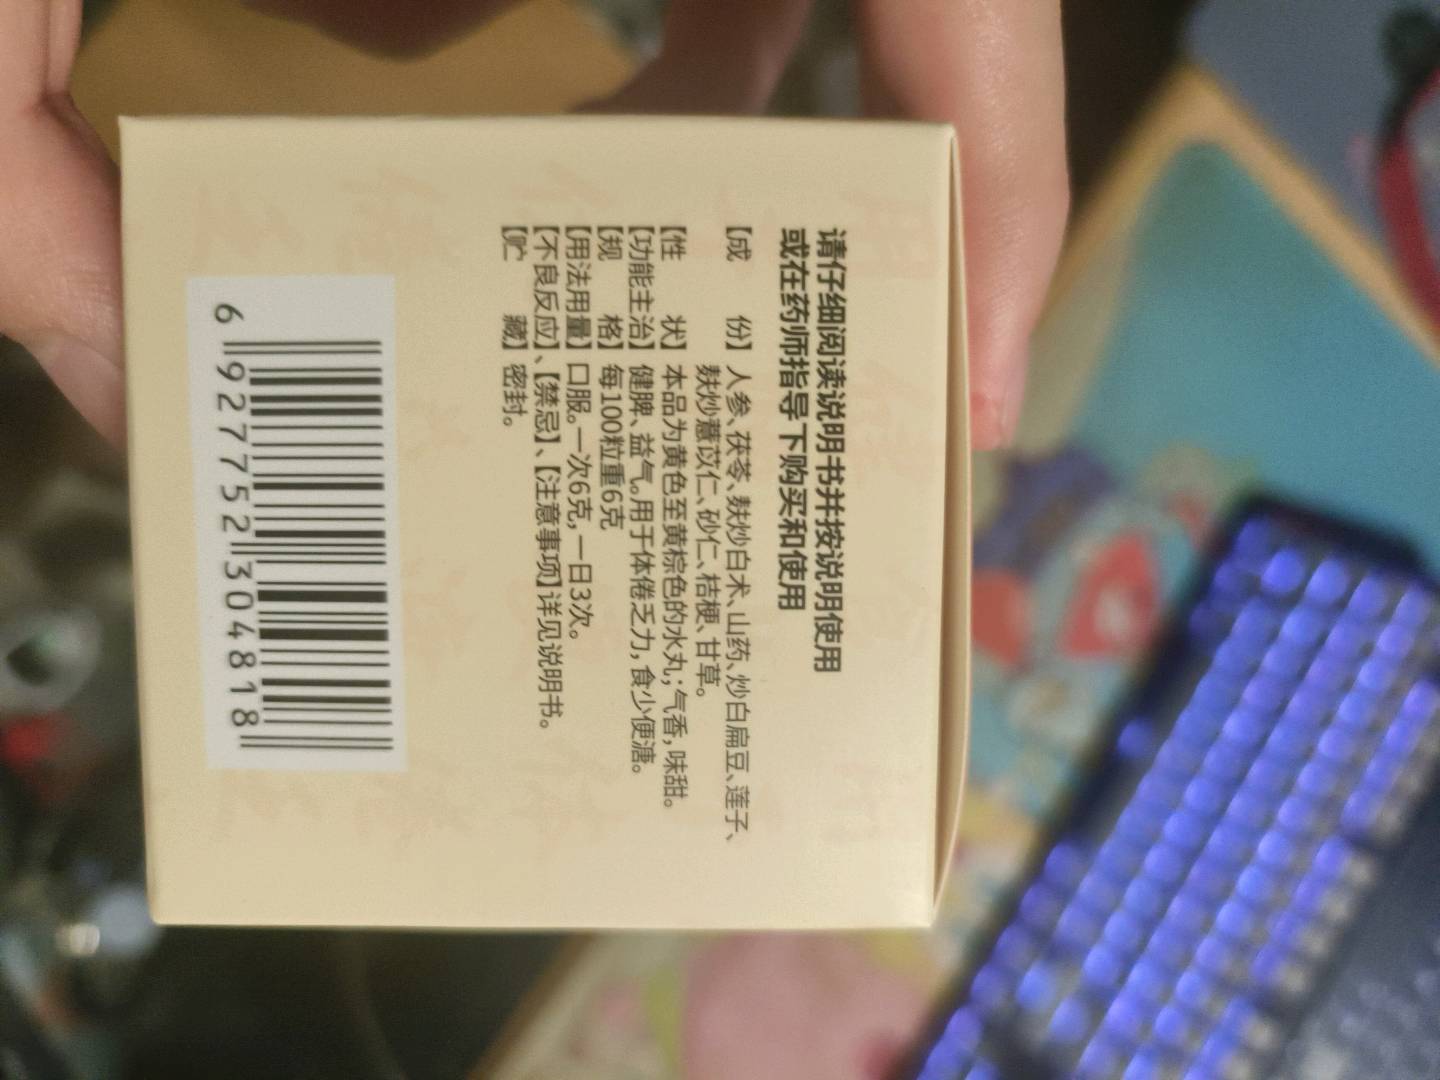 请仔细阅读说明书并按说明使用
或在药师指导下购买和使用
【成 份】人参、茯苓、麸炒白术、山药、炒白扁豆、莲子、
麸炒薏苡仁、砂仁、桔梗、甘草。
【性 状】本品为黄色至黄棕色的水丸；气香，味甜。
【功能主治】健脾、益气。用于体倦乏力，食少便溏。
【规 格】每100粒重6克
【用法用量】口服。一次6克，一日3次。
【不良反应】、【禁忌】、【注意事项】详见说明书。
【贮 藏】密封。
6 927752 304818